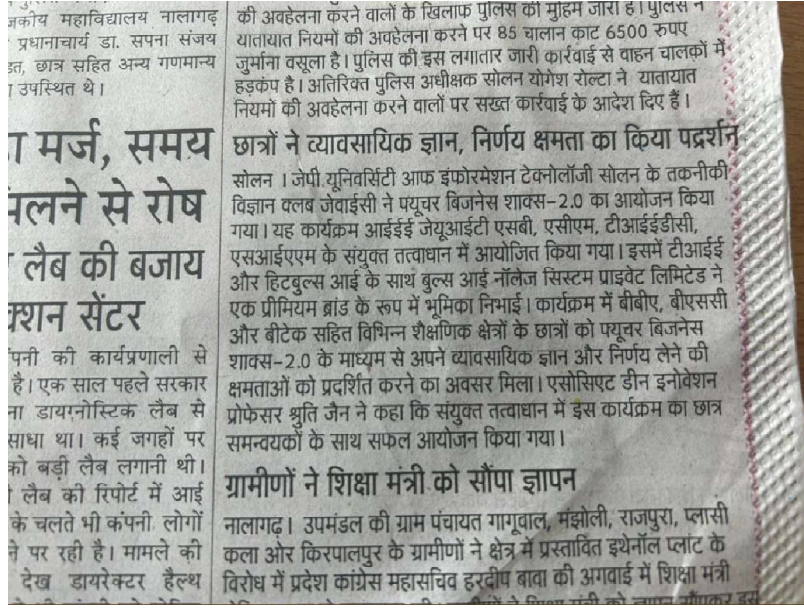 जकीय महाविद्यालय नालागढ़
प्रधानाचार्य डा. सपना संजय
छात्र सहित अन्य गणमान्य
उपस्थित थे।
मर्ज, समय
से रोष
लैब की बजाय
सेंटर
पनी की कार्यप्रणाली से
है। एक साल पहले सरकार
ना डायग्नोस्टिक लैब से
साधा था। कई जगहों पर
को बड़ी लैब लगानी थी।
लैब की रिपोर्ट में आई
के चलते भी कंपनी लोगों
ने पर रही है। मामले की
देख डायरेक्टर हैल्थ
की अवहेलना करने वालों के खिलाफ पुलिस की मुहिम जारी है। पुलिस ने
यातायात नियमों की अवहेलना करने पर 85 चालान काट 6500 रुपए
जुर्माना वसूला है। पुलिस की इस लगातार जारी कार्रवाई से वाहन चालकों में
हड़कंप है। अतिरिक्त पुलिस अधीक्षक सोलन योगेश रोल्टा ने यातायात
नियमों की अवहेलना करने वालों पर सख्त कार्रवाई के आदेश दिए हैं।
छात्रों ने व्यावसायिक ज्ञान, निर्णय क्षमता का किया पदर्शन
सोलन । जेपी यूनिवर्सिटी आफ इंफोरमेशन टेक्नोलॉजी सोलन के तकनीकी
विज्ञान क्लब जेवाईसी ने फ्यूचर बिजनेस शाक्स-2.0 का आयोजन किया
गया। यह कार्यक्रम आईईई जेयूआईटी एसबी, एसीएम, टीआईईडीसी,
एसआईएएम के संयुक्त तत्वाधान में आयोजित किया गया। इसमें टीआईई
और हिटबुल्स आई के साथ बुल्स आई नॉलेज सिस्टम प्राइवेट लिमिटेड ने
एक प्रीमियम ब्रांड के रूप में भूमिका निभाई। कार्यक्रम में बीबीए, बीएससी
और बीटेक सहित विभिन्न शैक्षणिक क्षेत्रों के छात्रों को फ्यूचर बिजनेस
शाक्स-2.0 के माध्यम से अपने व्यावसायिक ज्ञान और निर्णय लेने की
क्षमताओं को प्रदर्शित करने का अवसर मिला। एसोसिएट डीन इनोवेशन
प्रोफेसर श्रुति जैन ने कहा कि संयुक्त तत्वाधान में इस कार्यक्रम का छात्र
समन्वयकों के साथ सफल आयोजन किया गया।
ग्रामीणों ने शिक्षा मंत्री को सौंपा ज्ञापन
नालागढ़। उपमंडल की ग्राम पंचायत गागूवाल, मंझोली, राजपुरा, प्लासी
कला ओर किरपालपुर के ग्रामीणों ने क्षेत्र में प्रस्तावित इथेनॉल प्लांट के
विरोध में प्रदेश कांग्रेस महासचिव हरदीप बावा की अगवाई में शिक्षा मंत्री